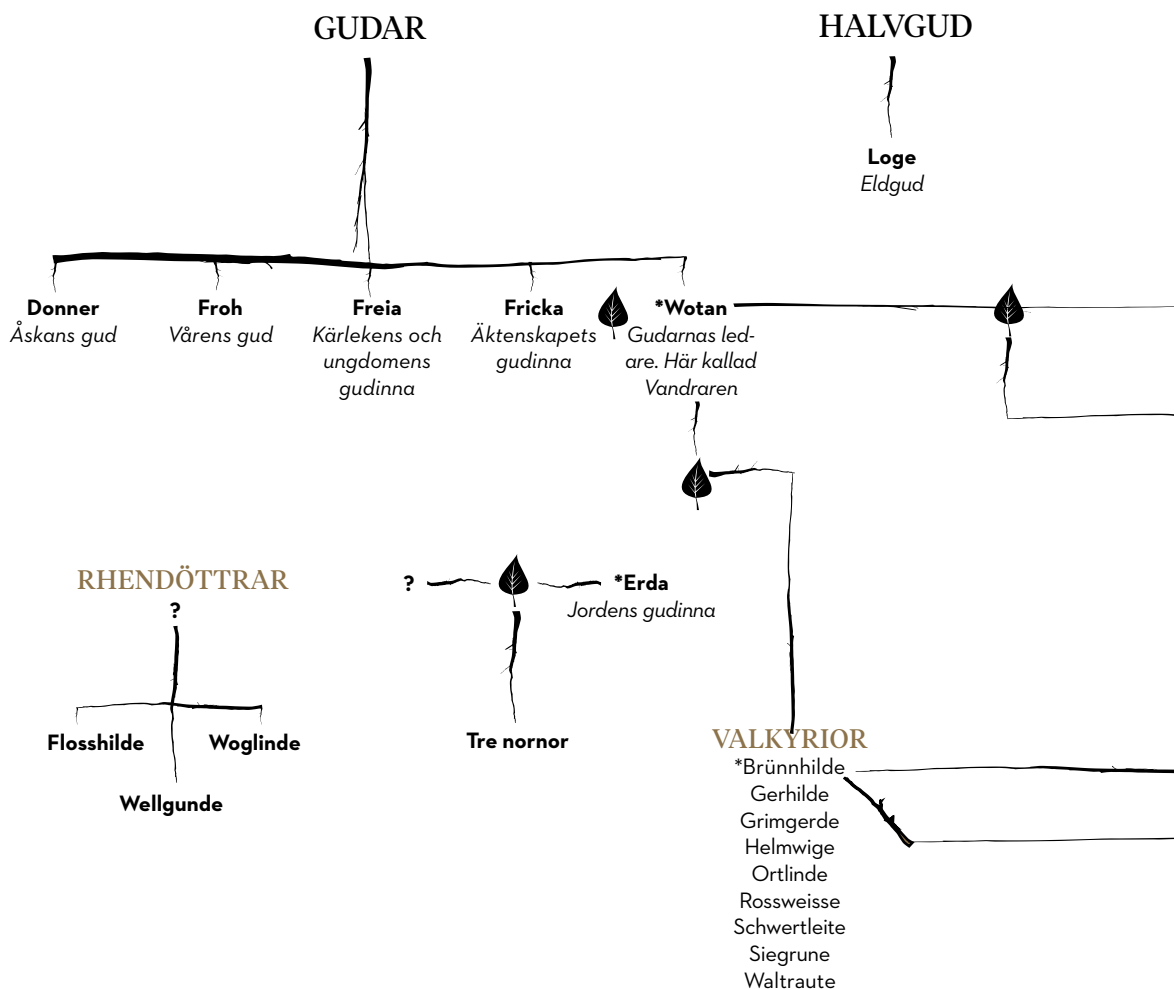 GUDAR
HALVGUD
Loge
Eldgud
Donner
Åskans gud
Froh
Vårens gud
Freia
Kärlekens och
ungdomens
gudinna
Fricka
Äktenskapets
gudinna
*Wotan
Gudarnas led-
are. Här kallad
Vandraren
RHENDÖTTRAR
?
Flosshilde
Woglinde
Wellgunde
?
*Erda
Jordens gudinna
Tre nornor
VALKYRIOR
*Brünnhilde
Gerhilde
Grimgerde
Helmwige
Ortlinde
Rossweisse
Schwertleite
Siegrune
Waltraute